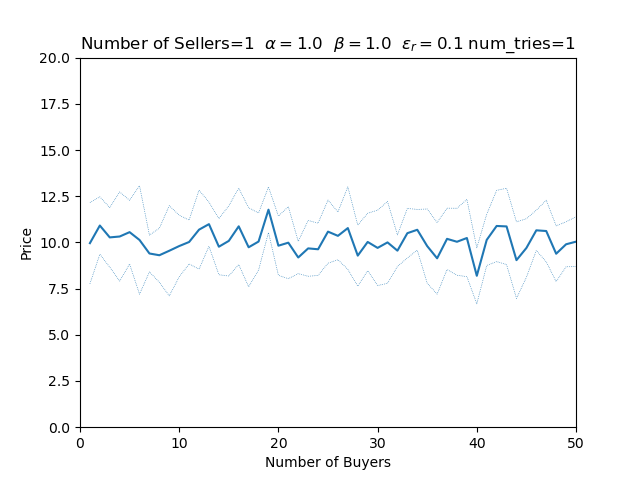 Number of Sellers=1 α = 1.0 β = 1.0 εᵣ = 0.1 num_tries=1
20.0
17.5
15.0
12.5
10.0
7.5
5.0
2.5
0.0
Price
0 10 20 30 40 50
Number of Buyers